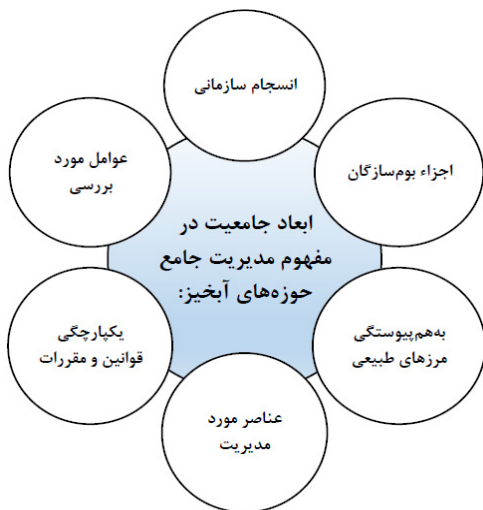 انسجام سازمانی
اجزاء بوم‌سازگان
عوامل مورد
بررسی
ابعاد جامعیت در
مفهوم مدیریت جامع
حوزه‌های آبخیز:
به‌هم‌پیوستگی
مرزهای طبیعی
یکپارچگی
قوانین و مقررات
عناصر مورد
مدیریت